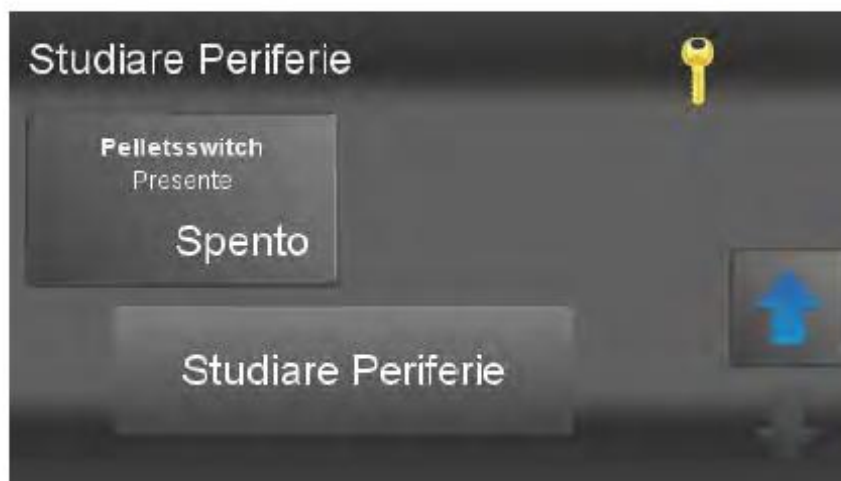 Studiare Periferie
Pelletsswitch
Presente
Spento
Studiare Periferie